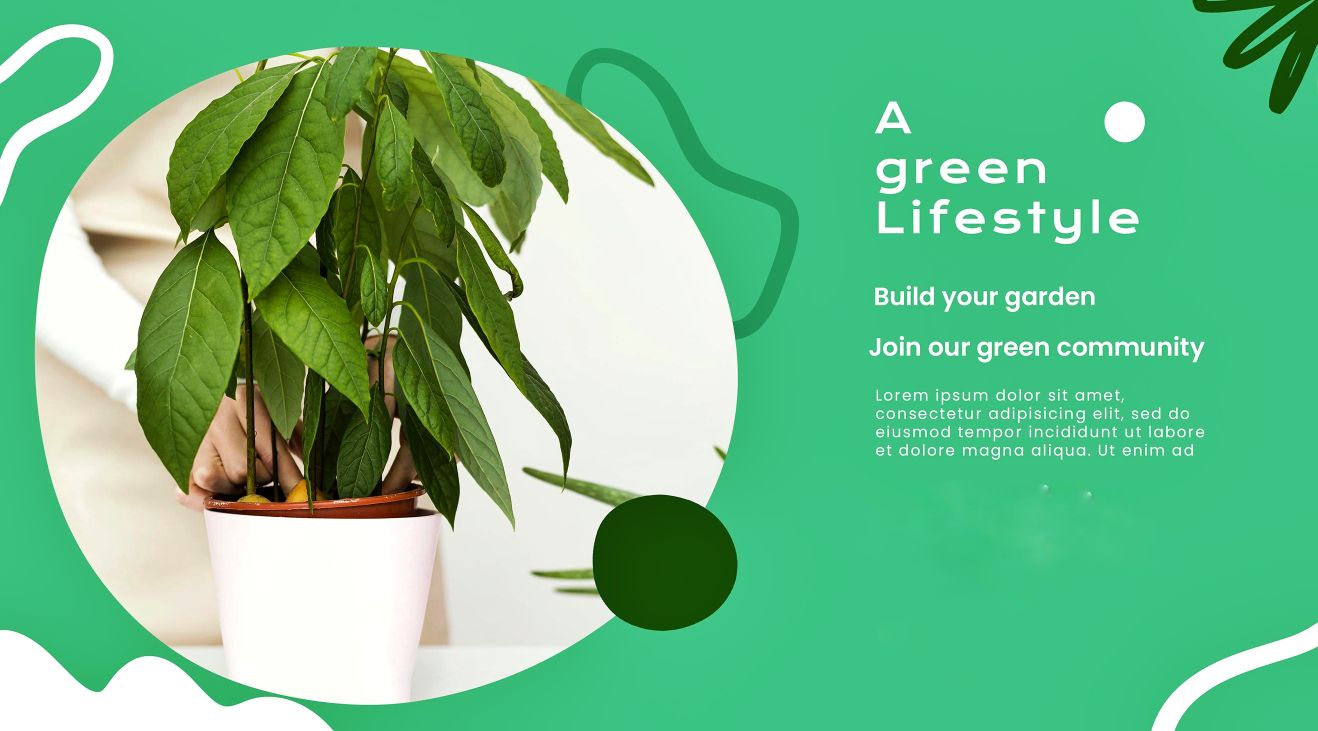 A
green
Lifestyle
Build your garden
Join our green community
Lorem ipsum dolor sit amet,
consectetur adipisicing elit, sed do
eiusmod tempor incididunt ut labore
et dolore magna aliqua. Ut enim ad